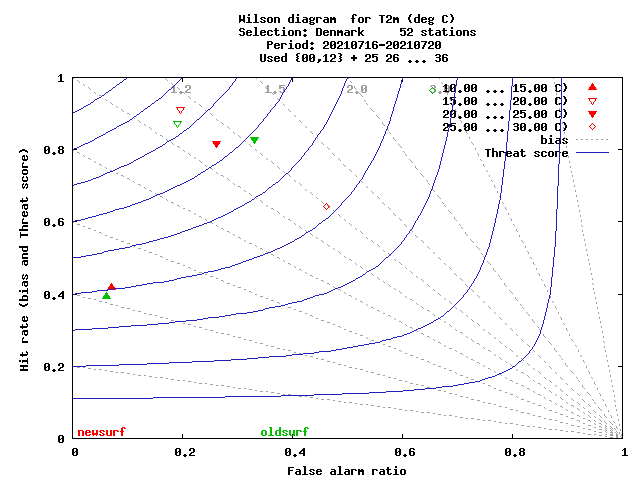 Wilson diagram  for T2m (deg C)
Selection: Denmark     52 stations
Period: 20210716-20210720
Used {00,12} + 25 26 ... 36
1.2 1.5 2.0
10.00 ... 15.00 C)
15.00 ... 20.00 C)
20.00 ... 25.00 C)
25.00 ... 30.00 C)
bias
Threat score
Hit rate (bias and Threat score)
1
0.8
0.6
0.4
0.2
0
newsurf oldsurf
0 0.2 0.4 0.6 0.8 1
False alarm ratio